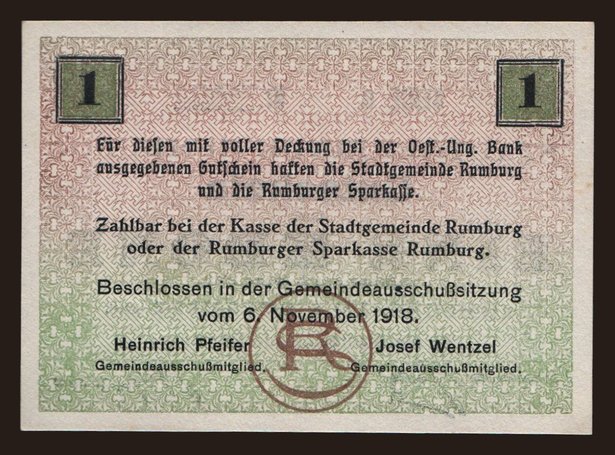 1 1
Für diesen mit voller Deckung bei der Oest.-Ung. Bank
ausgegebenen Gutschein haften die Stadtgemeinde Rumburg
und die Rumburger Sparkasse.
Zahlbar bei der Kasse der Stadtgemeinde Rumburg
oder der Rumburger Sparkasse Rumburg.
Beschlossen in der Gemeindeausschußsitzung
vom 6. November 1918.
Heinrich Pfeifer Josef Wentzel
Gemeindeausschußmitglied. Gemeindeausschußmitglied.
RS